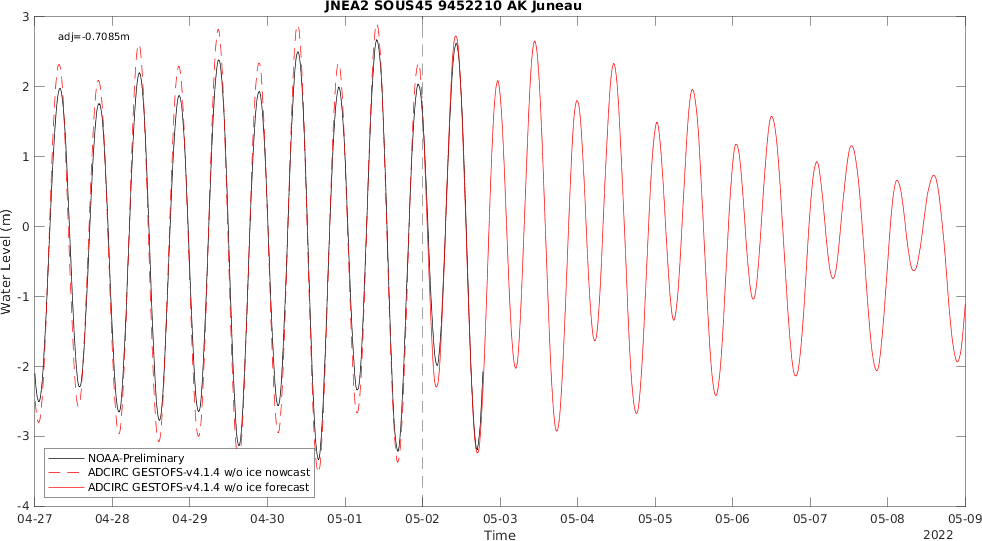 JNEA2 SOUS45 9452210 AK Juneau
adj=-0.7085m
3
2
1
0
-1
-2
-3
-4
Water Level (m)
NOAA-Preliminary
ADCIRC GESTOFS-v4.1.4 w/o ice nowcast
ADCIRC GESTOFS-v4.1.4 w/o ice forecast
04-27 04-28 04-29 04-30 05-01 05-02 05-03 05-04 05-05 05-06 05-07 05-08 05-09
Time
2022